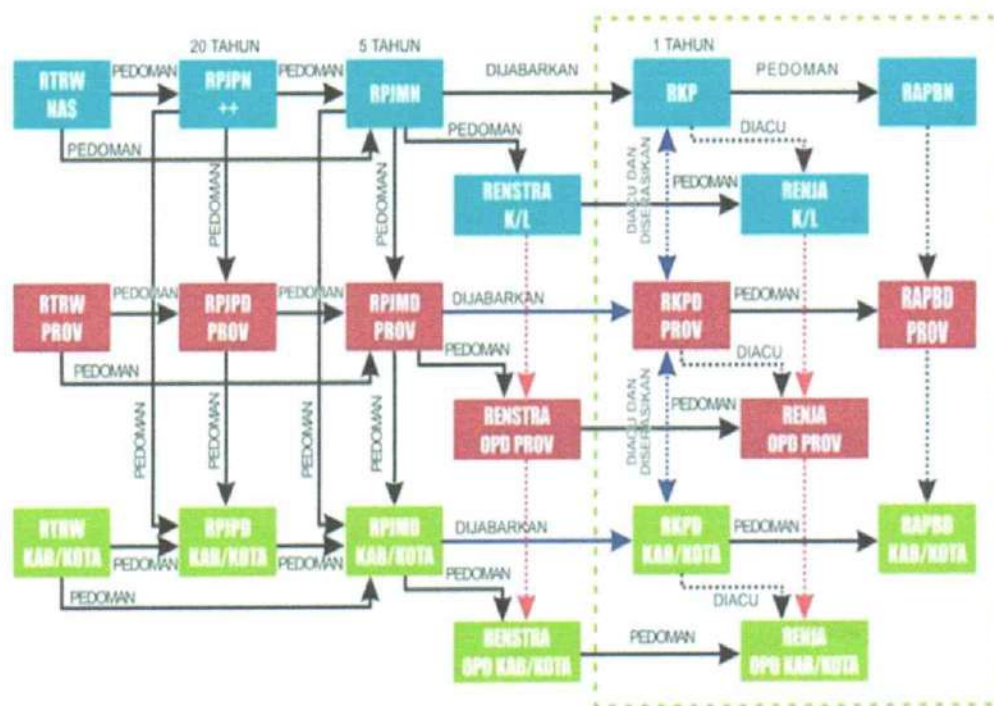 20 TAHUN
5 TAHUN
1 TAHUN
RTRW
NAS
PEDOMAN
RPJPN
++
PEDOMAN
RPJMN
DIJABARKAN
RKP
PEDOMAN
RAPBN
PEDOMAN
PEDOMAN
DIACU
PEDOMAN
PEDOMAN
RENSTRA
K/L
PEDOMAN
DIACU DAN
DISERASIKAN
RENJA
K/L
RTRW
PROV
PEDOMAN
RPJPD
PROV
PEDOMAN
RPJMD
PROV
DIJABARKAN
RKPD
PROV
PEDOMAN
RAPBD
PROV
PEDOMAN
PEDOMAN
DIACU
PEDOMAN
PEDOMAN
PEDOMAN
PEDOMAN
RENSTRA
OPD PROV
PEDOMAN
DIACU DAN
DISERASIKAN
RENJA
OPD PROV
RTRW
KAB/KOTA
PEDOMAN
RPJPD
KAB/KOTA
PEDOMAN
RPJMD
KAB/KOTA
DIJABARKAN
RKPD
KAB/KOTA
PEDOMAN
RAPBD
KAB/KOTA
PEDOMAN
PEDOMAN
DIACU
RENSTRA
OPD KAB/KOTA
PEDOMAN
RENJA
OPD KAB/KOTA